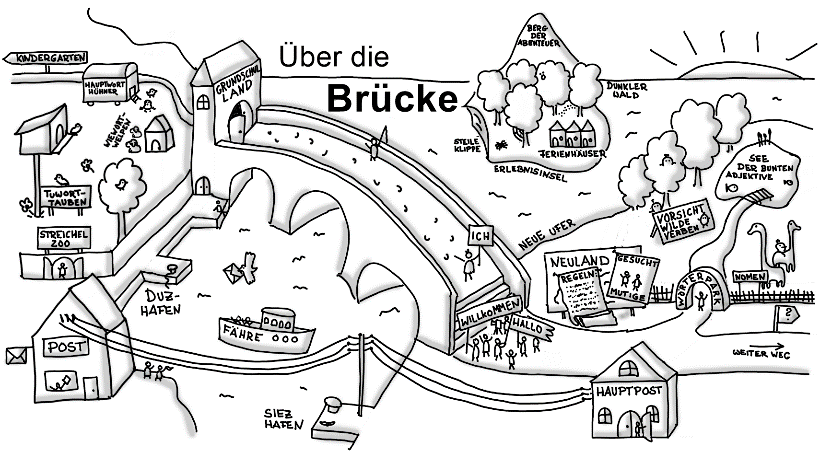 Über die
Brücke
KINDERGARTEN
HAUPTWORT
HÜHNER
WIEWORT-
WELPEN
TUWORT-
TAUBEN
STREICHEL
ZOO
GRUNDSCHUL
LAND
BERG
DER
ABENTEUER
DUNKLER
WALD
STEILE
KLIPPE
FERIENHÄUSER
ERLEBNISINSEL
SEE
DER BUNTEN
ADJEKTIVE
VORSICHT
WILDE
VERBEN
NEUE UFER
ICH
NEULAND
REGELN
GESUCHT
MUTIGE
WÖRTERPARK
NOMEN
?
WEITER WEG
WILLKOMMEN
HALLO
DUZ-
HAFEN
FÄHRE
POST
SIEZ
HAFEN
HAUPTPOST